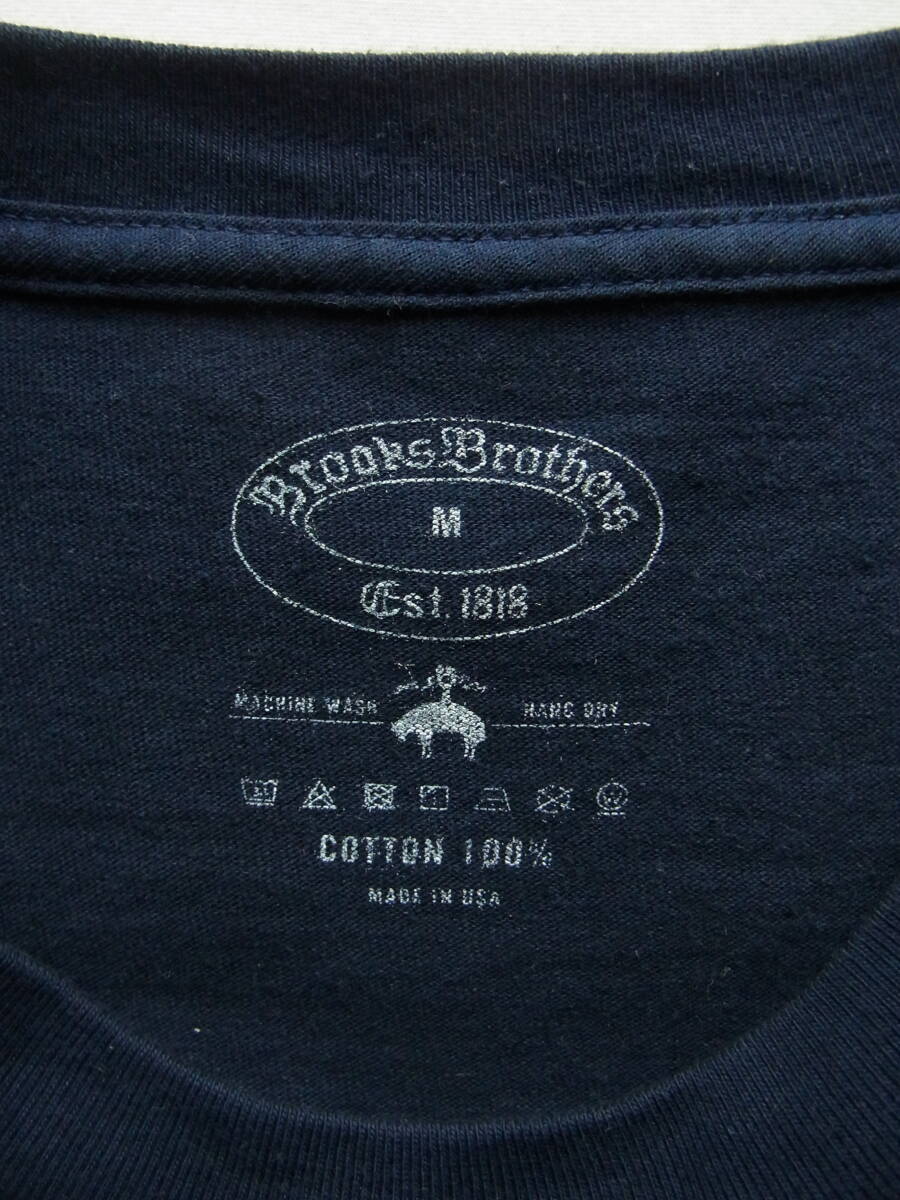 Brooks Brothers
M
Est. 1818
MACHINE WASH HANG DRY
COTTON 100%
MADE IN USA